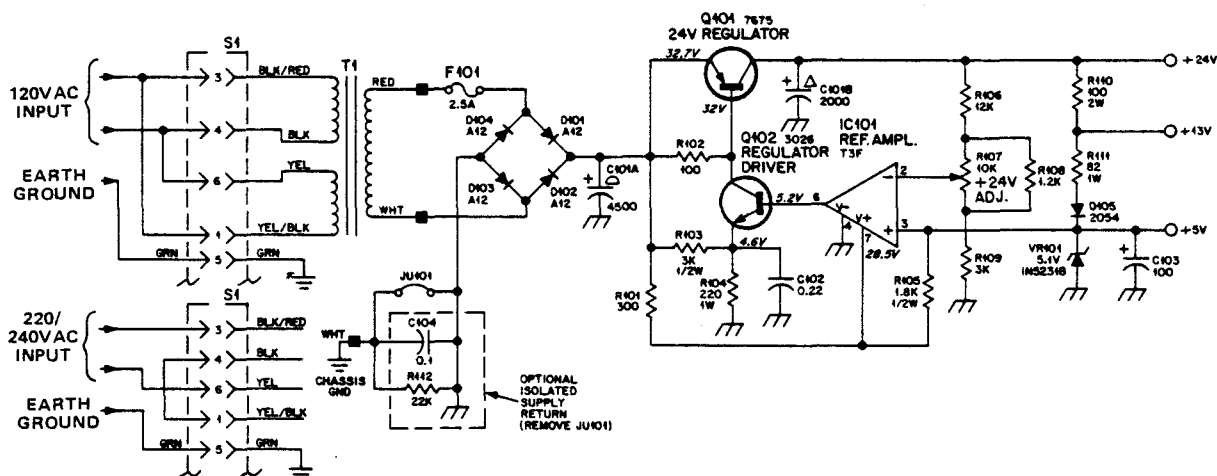 S1
120VAC
INPUT
EARTH
GROUND
3
4
6
1
5
BLK/RED
BLK
YEL
YEL/BLK
GRN
GRN
T1
RED
WHT
F101
2.5A
D104
A12
D101
A12
D103
A12
D102
A12
C101A
4500
+
Q101 7675
24V REGULATOR
32.7V
32V
+
C101B
2000
R102
100
Q102 3026
REGULATOR
DRIVER
5.2V
4.6V
IC101
REF. AMPL.
T3F
6
V-
4
V+
7
2
3
-
+
28.5V
R103
3K
1/2W
R101
300
R104
220
1W
C102
0.22
R105
1.8K
1/2W
R106
12K
R107
10K
+24V
ADJ.
R108
1.2K
R109
3K
R110
100
2W
R111
82
1W
D105
2054
VR101
5.1V
1N5231B
+
C103
100
+24V
+13V
+5V
S1
220/
240VAC
INPUT
EARTH
GROUND
3
4
6
1
5
BLK/RED
BLK
YEL
YEL/BLK
GRN
GRN
JU101
WHT
CHASSIS
GND
C104
0.1
R112
22K
OPTIONAL
ISOLATED
SUPPLY
RETURN
(REMOVE JU101)